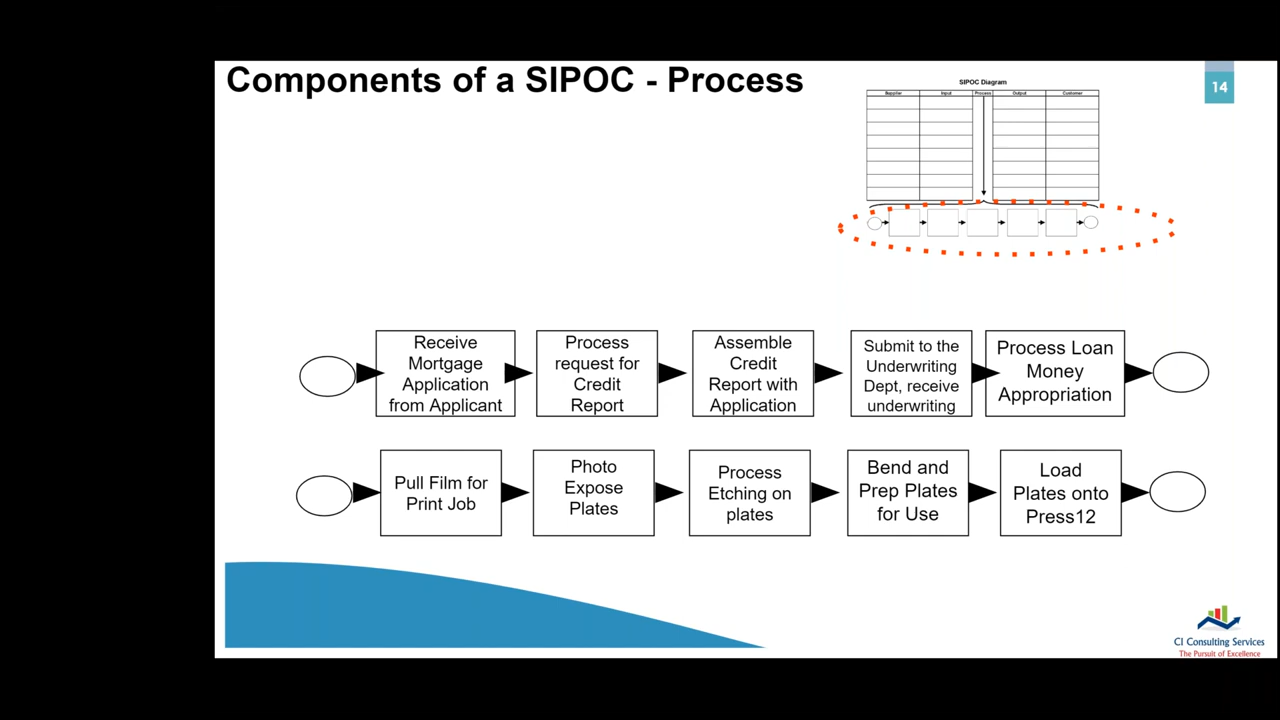 Components of a SIPOC - Process
14
SIPOC Diagram
Supplier Input Process Output Customer
Receive
Mortgage
Application
from Applicant
Process
request for
Credit
Report
Assemble
Credit
Report with
Application
Submit to the
Underwriting
Dept, receive
underwriting
Process Loan
Money
Appropriation
Pull Film for
Print Job
Photo
Expose
Plates
Process
Etching on
plates
Bend and
Prep Plates
for Use
Load
Plates onto
Press12
CI Consulting Services
The Pursuit of Excellence